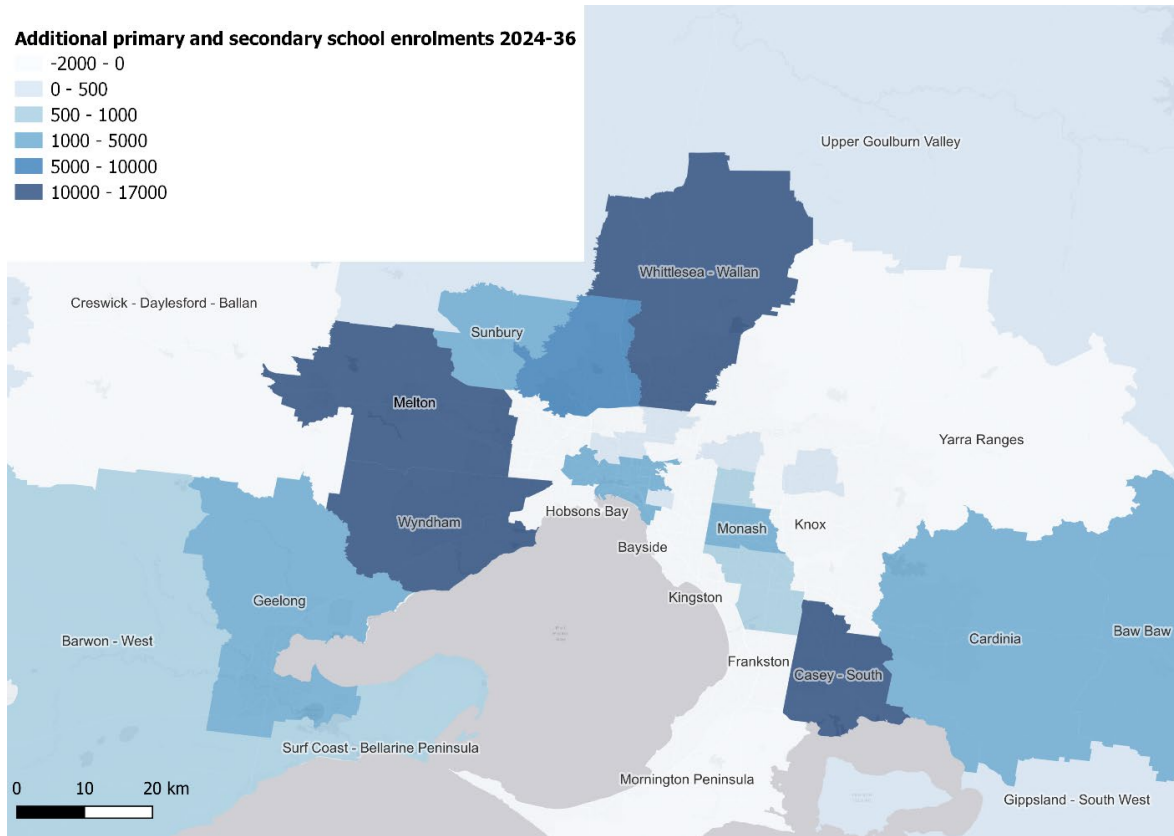 Additional primary and secondary school enrolments 2024-36
-2000 - 0
0 - 500
500 - 1000
1000 - 5000
5000 - 10000
10000 - 17000
Upper Goulburn Valley
Whittlesea - Wallan
Creswick - Daylesford - Ballan
Sunbury
Melton
Yarra Ranges
Wyndham
Hobsons Bay
Monash
Knox
Bayside
Geelong
Kingston
Barwon - West
Cardinia
Baw Baw
Frankston
Casey - South
Surf Coast - Bellarine Peninsula
Mornington Peninsula
Gippsland - South West
0 10 20 km